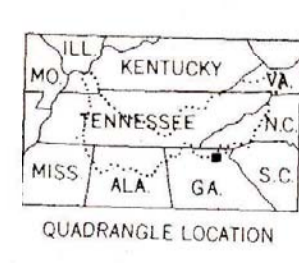 ILL.
MO. KENTUCKY VA.
TENNESSEE N.C.
MISS. ALA. GA. S.C.
QUADRANGLE LOCATION